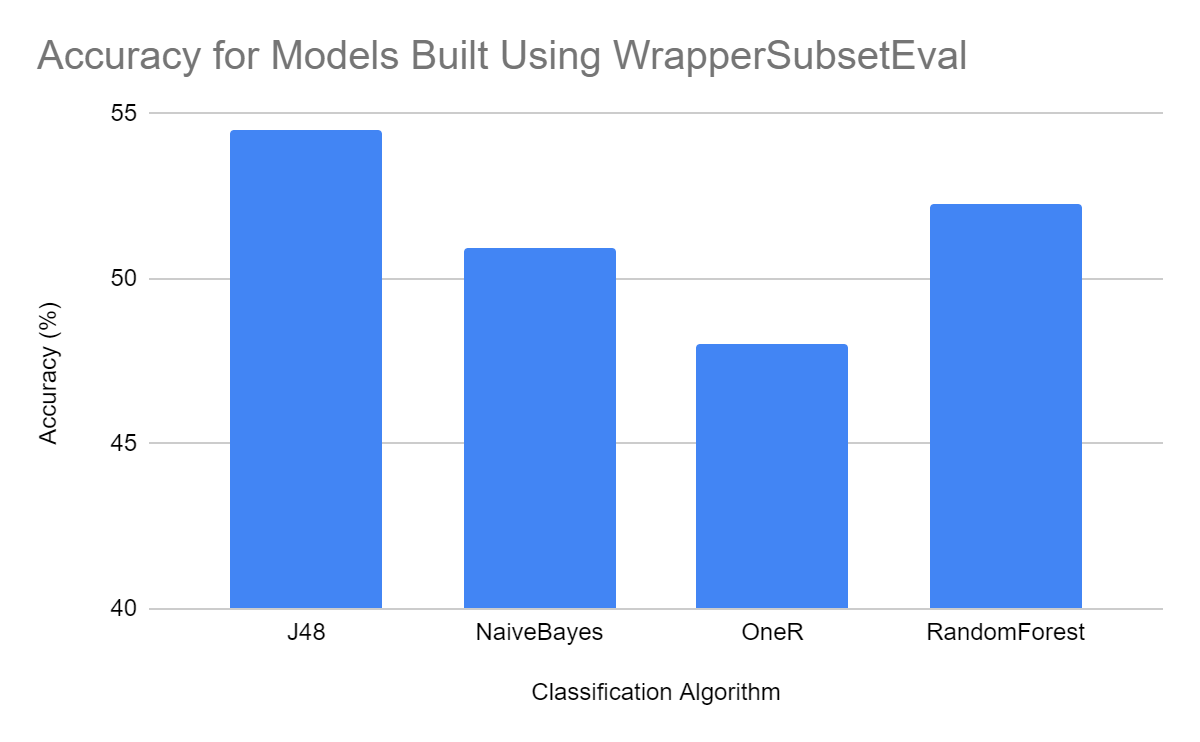 Accuracy for Models Built Using WrapperSubsetEval
55
50
45
40
Accuracy (%)
J48 NaiveBayes OneR RandomForest
Classification Algorithm